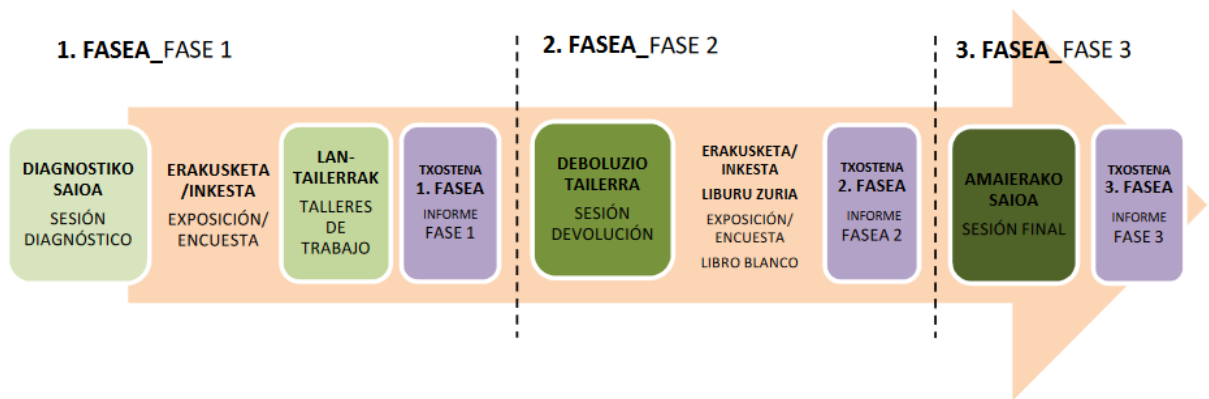 1. FASEA_FASE 1
DIAGNOSTIKO
SAIOA
SESIÓN
DIAGNÓSTICO
ERAKUSKETA
/INKESTA
EXPOSICIÓN/
ENCUESTA
LAN-
TAILERRAK
TALLERES
DE
TRABAJO
TXOSTENA
1. FASEA
INFORME
FASE 1
2. FASEA_FASE 2
DEBOLUZIO
TAILERRA
SESIÓN
DEVOLUCIÓN
ERAKUSKETA/
INKESTA
LIBURU ZURIA
EXPOSICIÓN/
ENCUESTA
LIBRO BLANCO
TXOSTENA
2. FASEA
INFORME
FASEA 2
3. FASEA_FASE 3
AMAIERAKO
SAIOA
SESIÓN FINAL
TXOSTENA
3. FASEA
INFORME
FASE 3